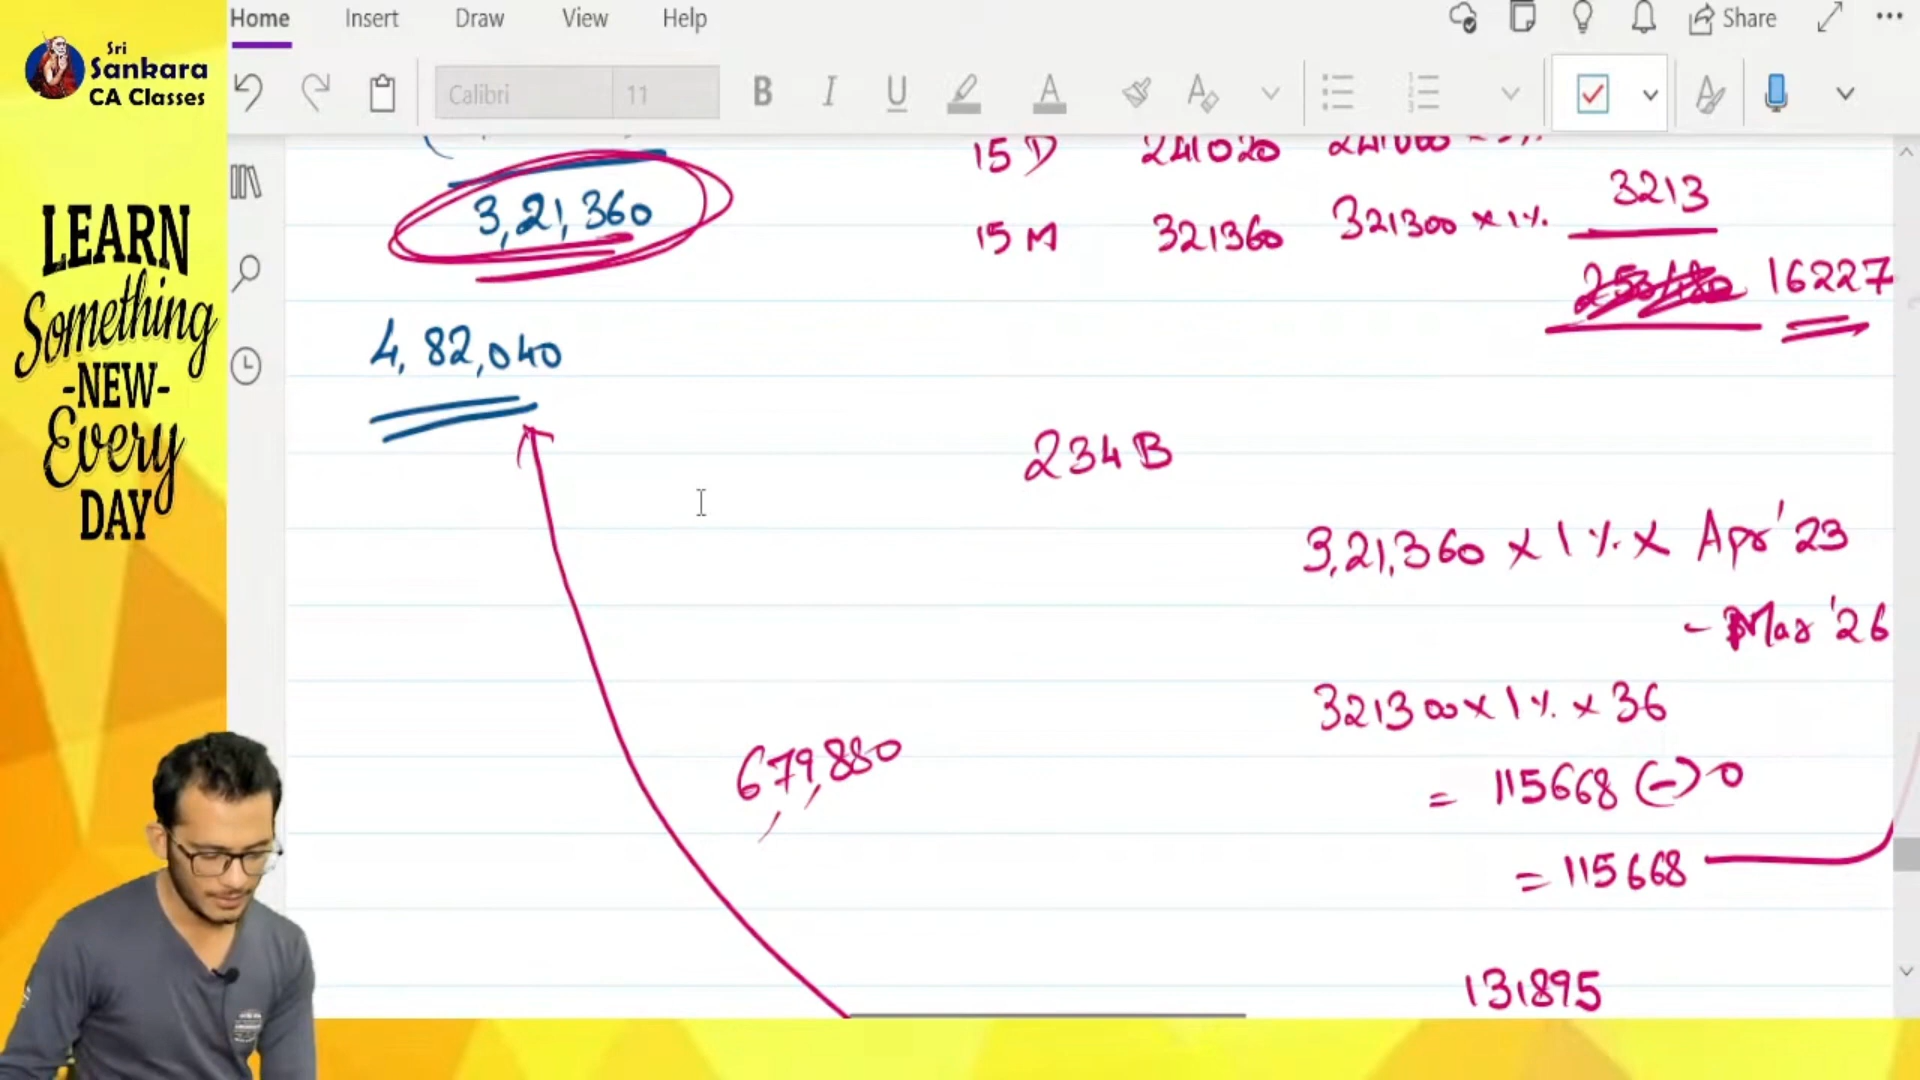 Sri
Sankara
CA Classes
LEARN
Something
-NEW-
Every
DAY
Home Insert Draw View Help Share
Calibri 11 B I U A
3,21,360
4,82,040
679,880
15 D 241020
15 M 321360 321300 x 1%. 3213
16227
234B
3,21,360 x 1 %. x Apr '23
- Mar '26
321300 x 1%. x 36
= 115668 (-) 0
= 115668
131895